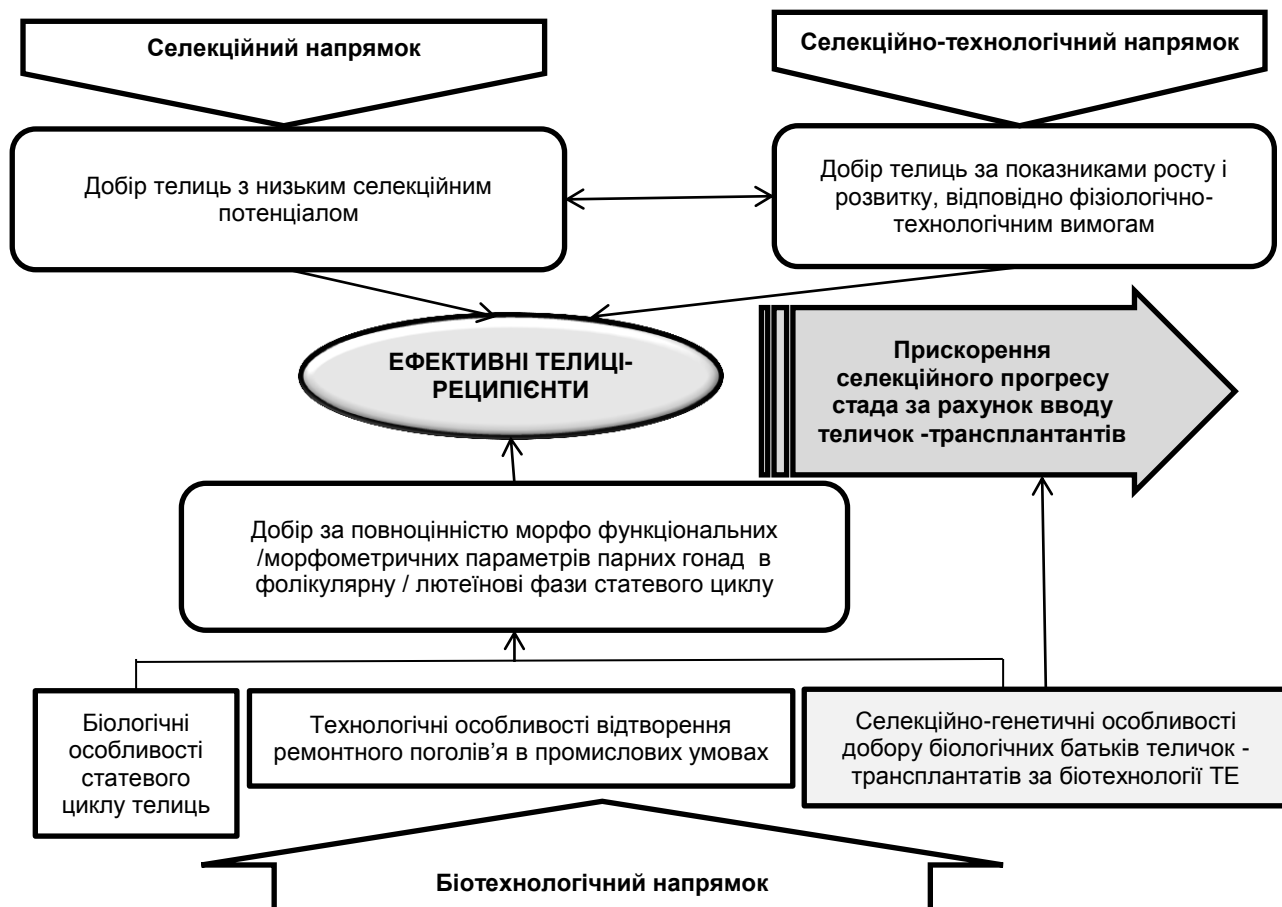 Селекційний напрямок
Селекційно-технологічний напрямок
Добір телиць з низьким селекційним
потенціалом
Добір телиць за показниками росту і
розвитку, відповідно фізіологічно-
технологічним вимогам
ЕФЕКТИВНІ ТЕЛИЦІ-
РЕЦИПІЄНТИ
Прискорення
селекційного прогресу
стада за рахунок вводу
теличок -трансплантантів
Добір за повноцінністю морфо функціональних
/морфометричних параметрів парних гонад в
фолікулярну / лютеїнові фази статевого циклу
Біологічні
особливості
статевого
циклу телиць
Технологічні особливості відтворення
ремонтного поголів’я в промислових умовах
Селекційно-генетичні особливості
добору біологічних батьків теличок -
трансплантатів за біотехнології ТЕ
Біотехнологічний напрямок